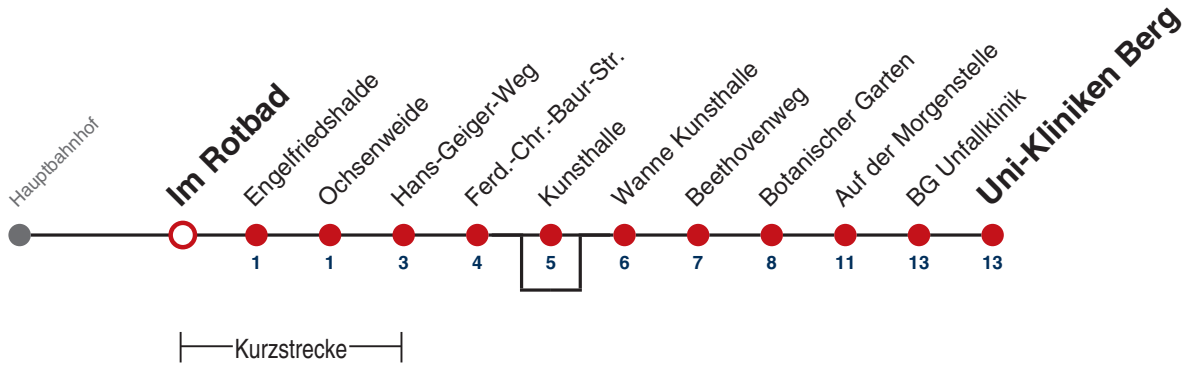 Hauptbahnhof
Im Rotbad
Engelfriedshalde
Ochsenweide
Hans-Geiger-Weg
Ferd.-Chr.-Baur-Str.
Kunsthalle
Wanne Kunsthalle
Beethovenweg
Botanischer Garten
Auf der Morgenstelle
BG Unfallklinik
Uni-Kliniken Berg
1 1 3 4 5 6 7 8 11 13 13
Kurzstrecke